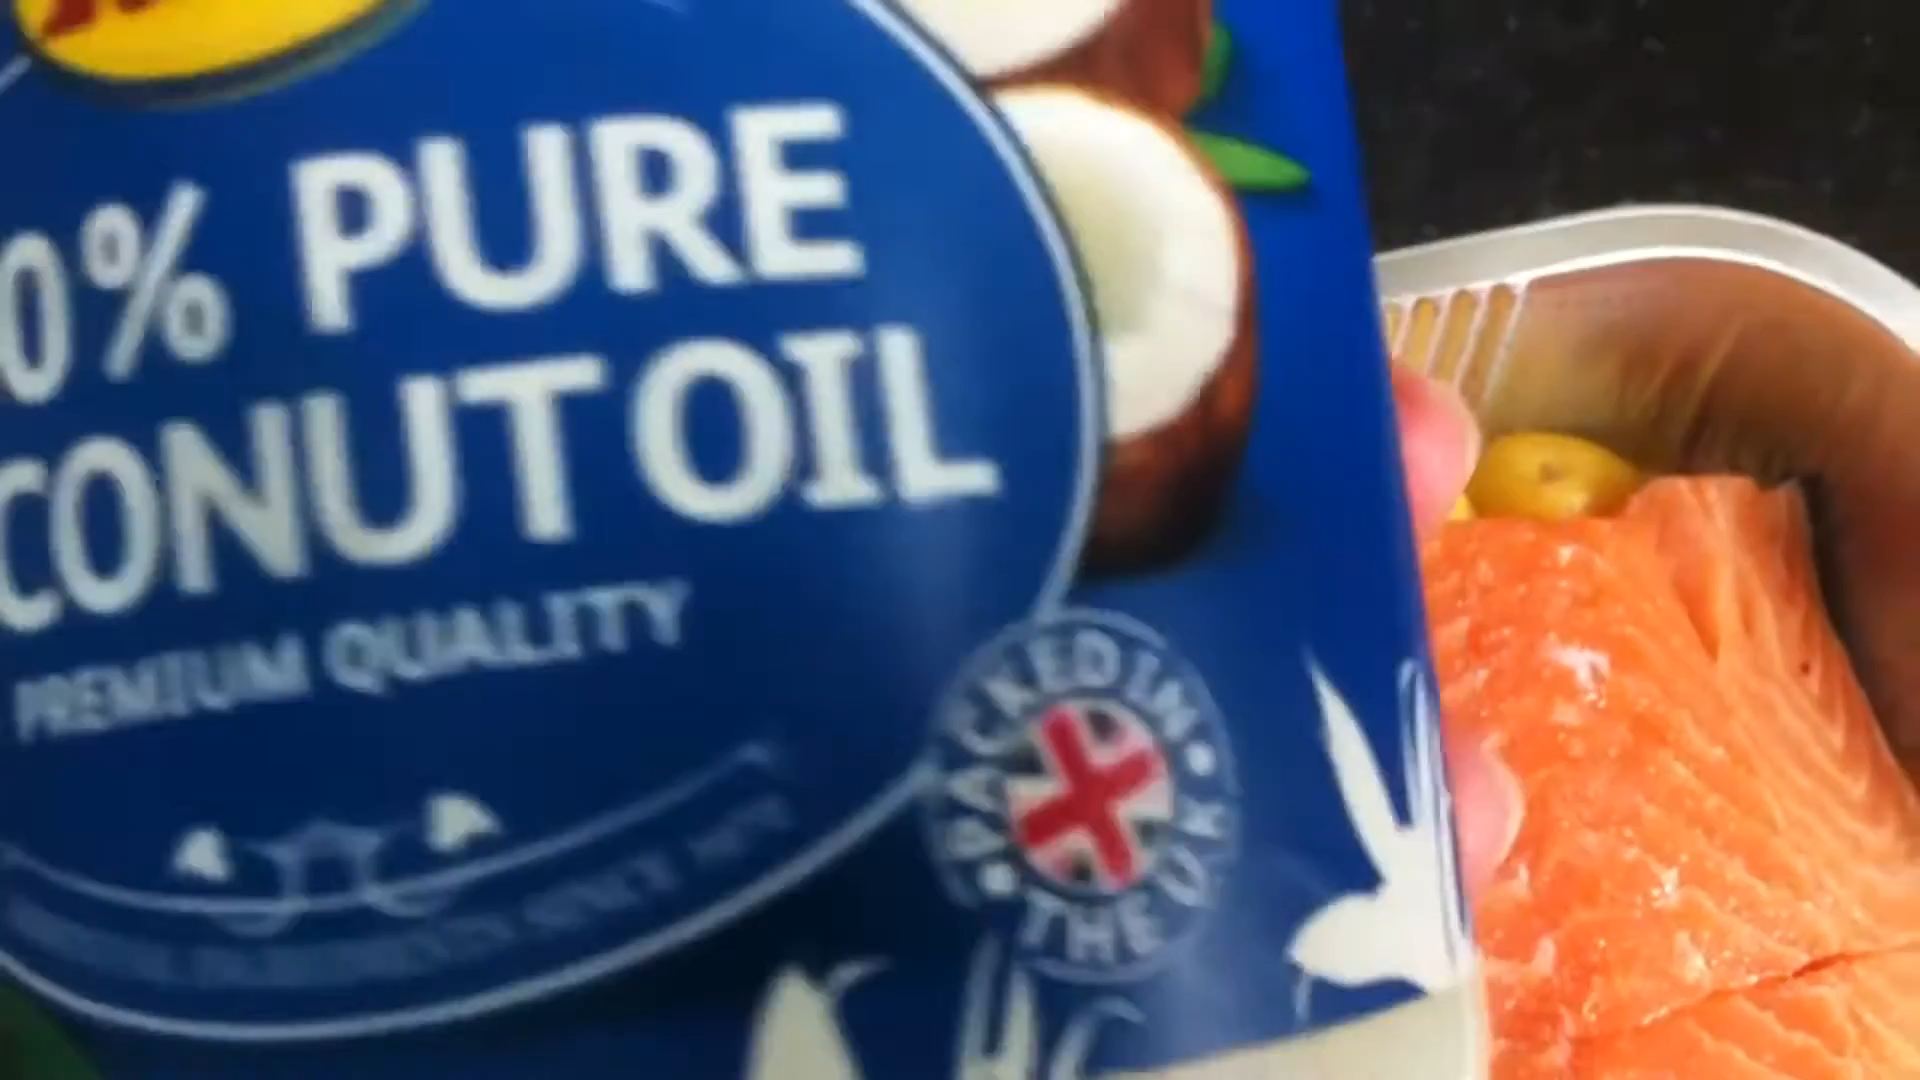 0% PURE
CONUT OIL
PREMIUM QUALITY
PACKED IN
THE UK